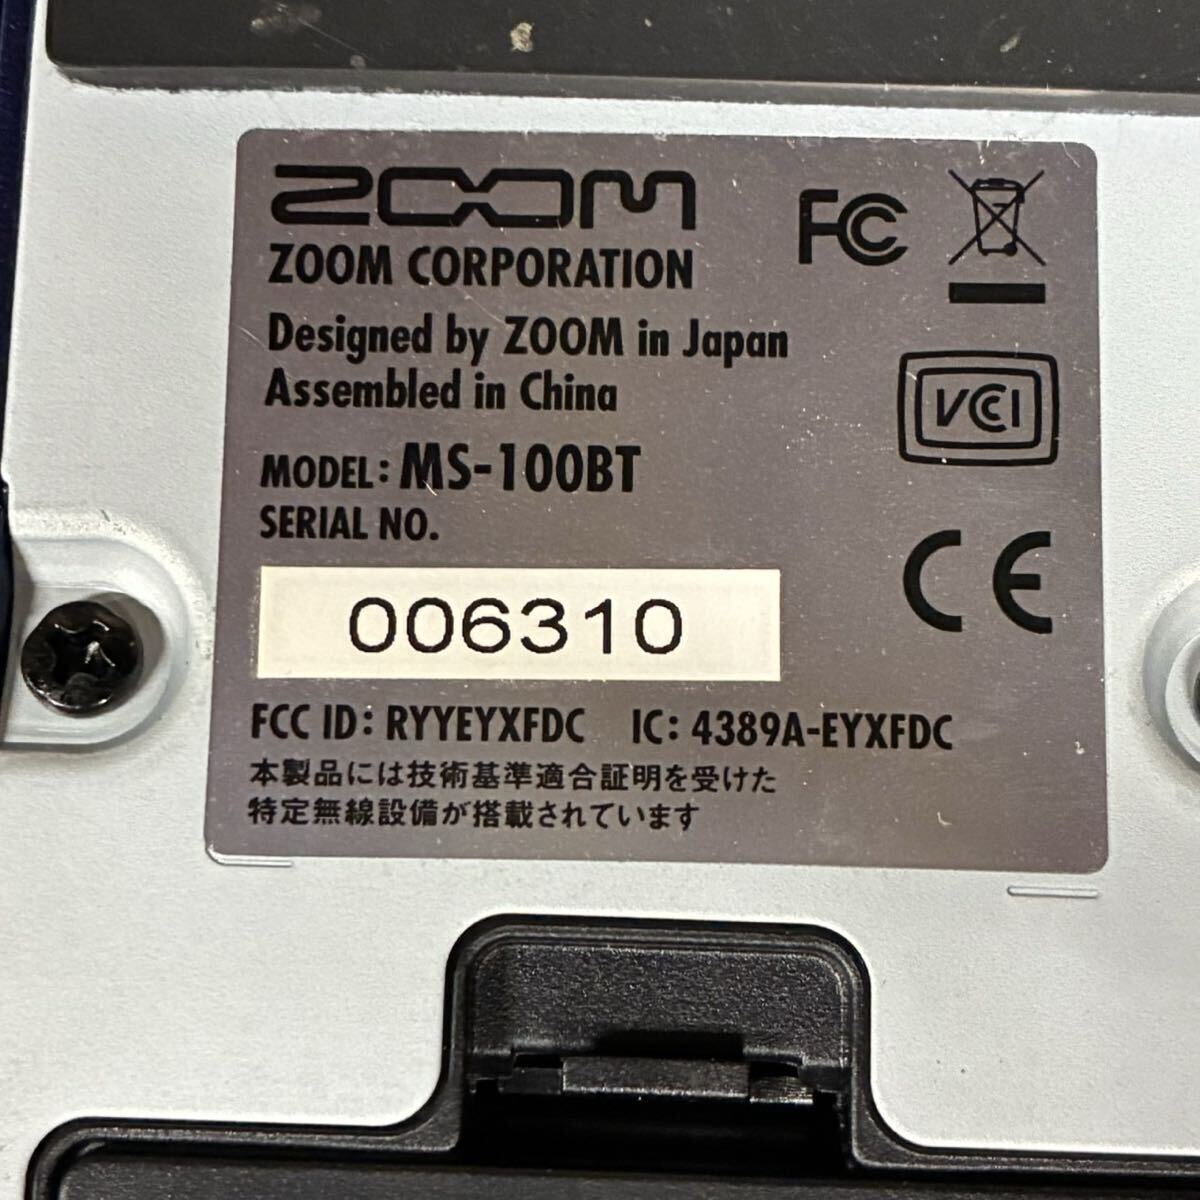 ZOOM
ZOOM CORPORATION
Designed by ZOOM in Japan
Assembled in China
MODEL: MS-100BT
SERIAL NO.
006310
FC
VCCI
CE
FCC ID: RYYEYXFDC IC: 4389A-EYXFDC
本製品には技術基準適合証明を受けた
特定無線設備が搭載されています